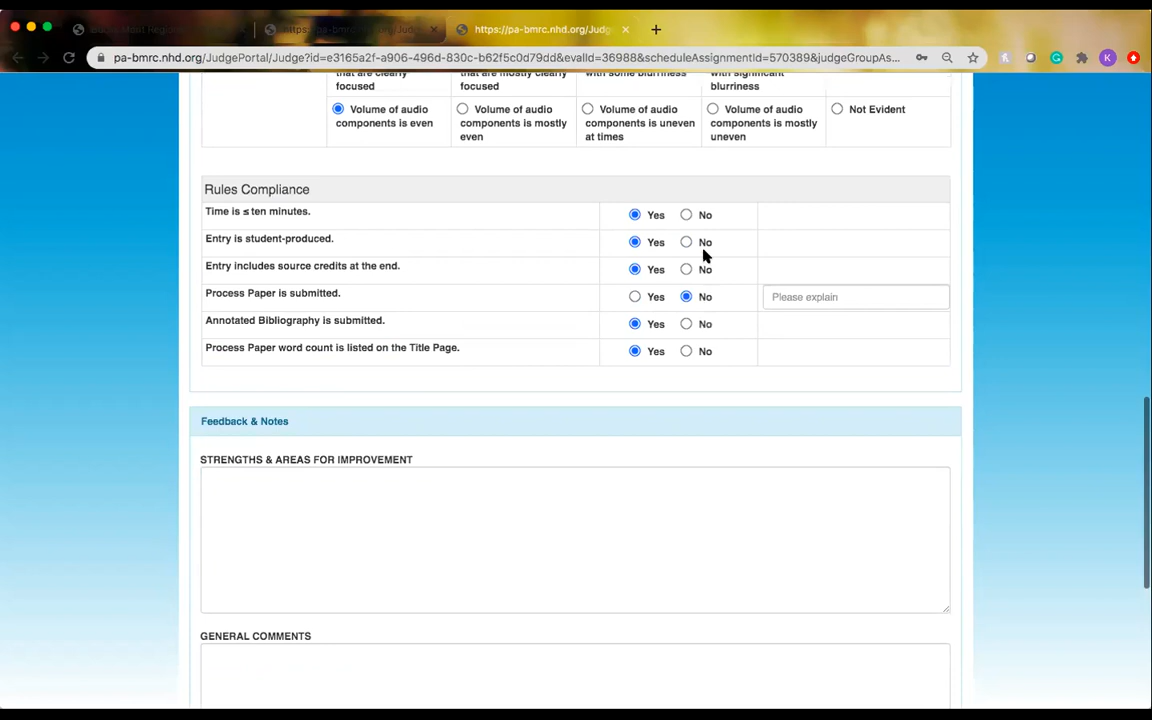 https://pa-bmrc.nhd.org/Judg
pa-bmrc.nhd.org/JudgePortal/Judge?id=e3165a2f-a906-496d-830c-b62f5c0d79dd&evalId=36988&scheduleAssignmentId=570389&judgeGroupAs... K
that are clearly that are mostly clearly with some blurriness with significant
focused focused blurriness
Volume of audio Volume of audio Volume of audio Volume of audio Not Evident
components is even components is mostly components is uneven components is mostly
even at times uneven
Rules Compliance
Time is ≤ ten minutes. Yes No
Entry is student-produced. Yes No
Entry includes source credits at the end. Yes No
Process Paper is submitted. Yes No Please explain
Annotated Bibliography is submitted. Yes No
Process Paper word count is listed on the Title Page. Yes No
Feedback & Notes
STRENGTHS & AREAS FOR IMPROVEMENT
GENERAL COMMENTS